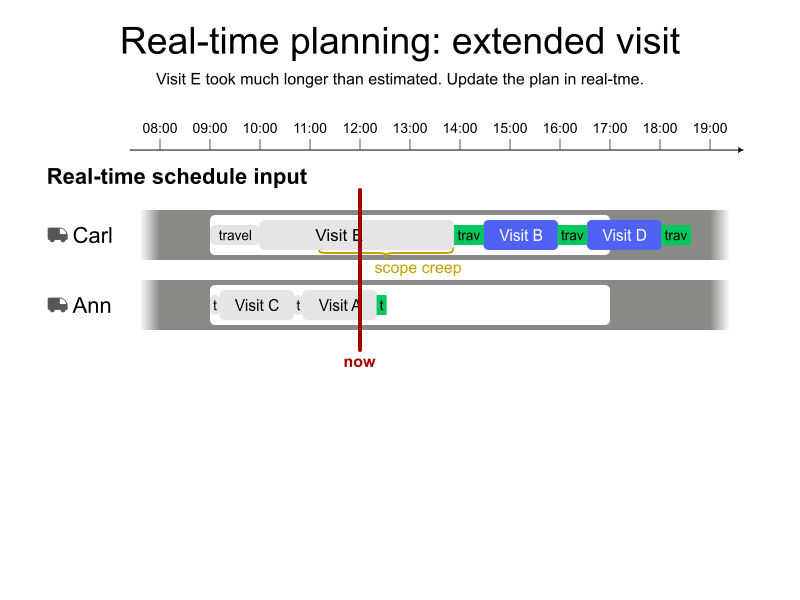 Real-time planning: extended visit
Visit E took much longer than estimated. Update the plan in real-tme.
08:00 09:00 10:00 11:00 12:00 13:00 14:00 15:00 16:00 17:00 18:00 19:00
Real-time schedule input
Carl travel Visit E trav Visit B trav Visit D trav
scope creep
Ann t Visit C t Visit A t
now